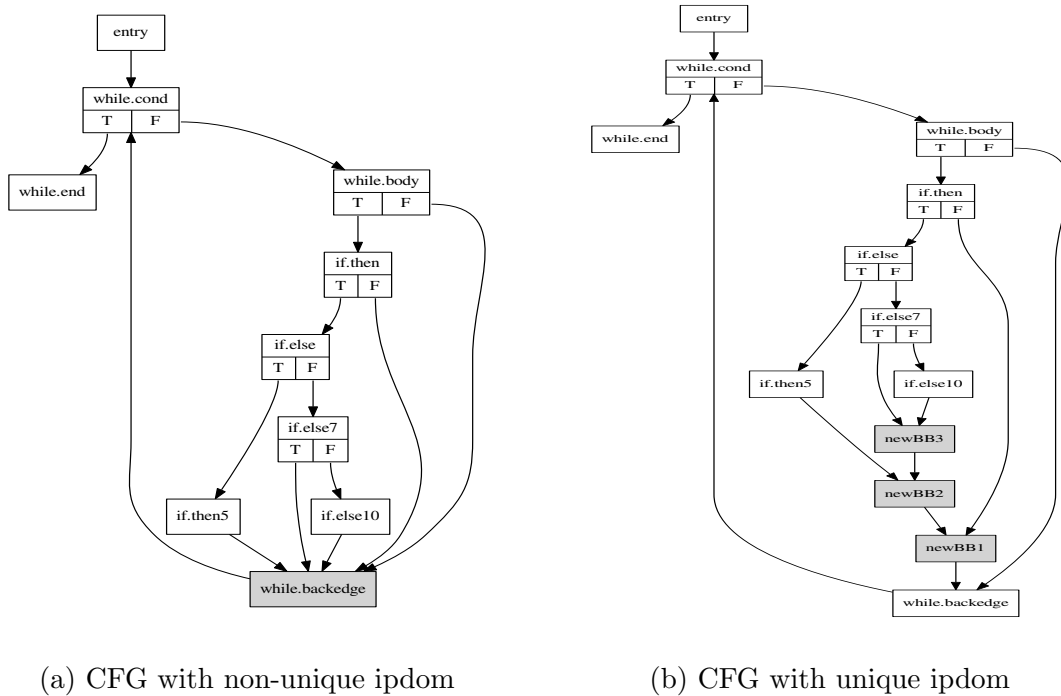 entry
while.cond
T F
while.end
while.body
T F
if.then
T F
if.else
T F
if.else7
T F
if.then5
if.else10
while.backedge
(a) CFG with non-unique ipdom
entry
while.cond
T F
while.end
while.body
T F
if.then
T F
if.else
T F
if.else7
T F
if.then5
if.else10
newBB3
newBB2
newBB1
while.backedge
(b) CFG with unique ipdom